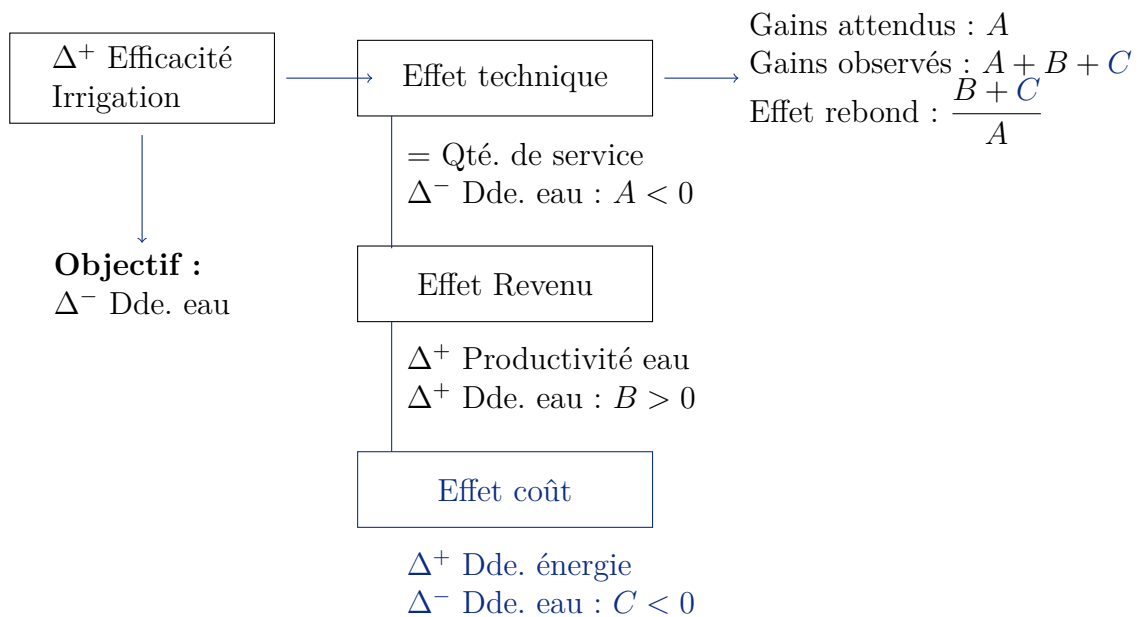 Δ⁺ Efficacité
Irrigation
Effet technique
Gains attendus : A
Gains observés : A + B + C
Effet rebond : (B + C)/A
= Qté. de service
Δ⁻ Dde. eau : A < 0
Objectif :
Δ⁻ Dde. eau
Effet Revenu
Δ⁺ Productivité eau
Δ⁺ Dde. eau : B > 0
Effet coût
Δ⁺ Dde. énergie
Δ⁻ Dde. eau : C < 0